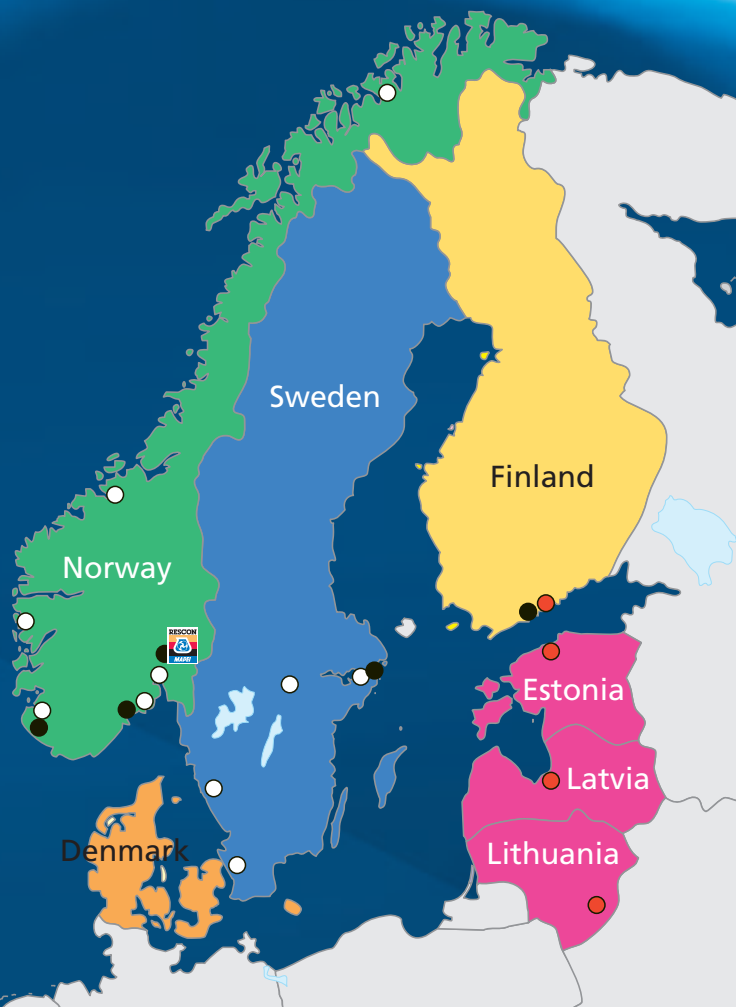 Sweden
Finland
Norway
RESCON
MAPEI
Estonia
Latvia
Denmark
Lithuania